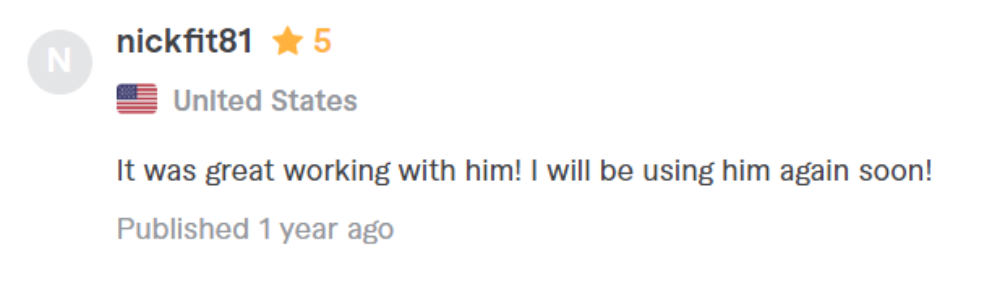 N
nickfit81 5
United States
It was great working with him! I will be using him again soon!
Published 1 year ago